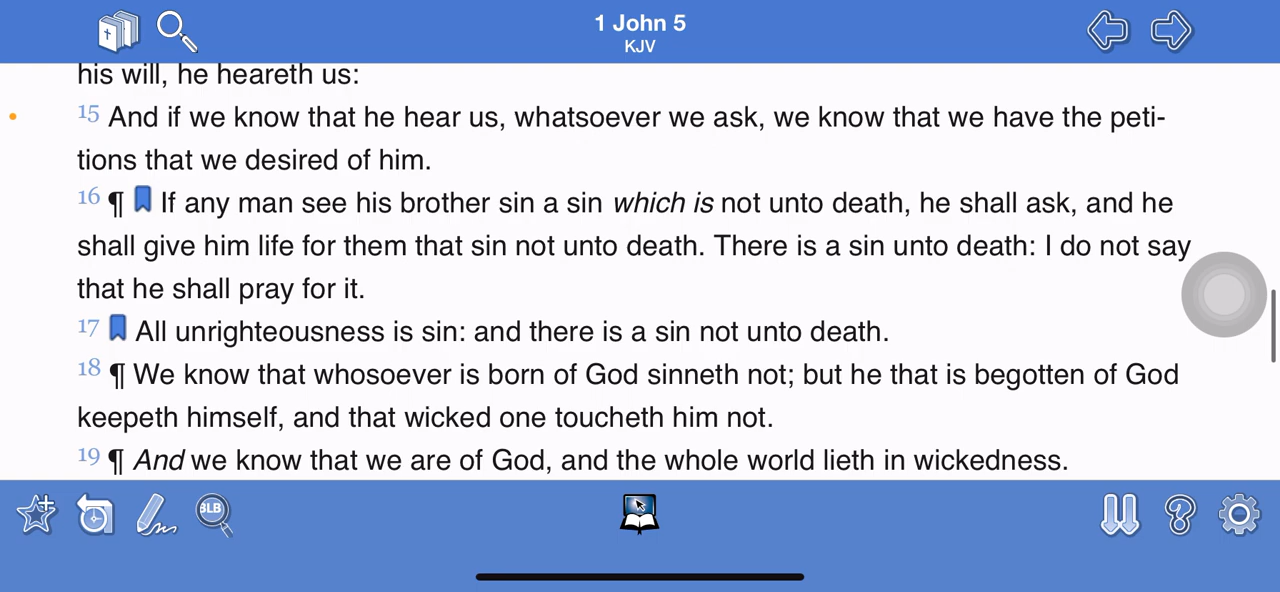 1 John 5
KJV
his will, he heareth us:
15 And if we know that he hear us, whatsoever we ask, we know that we have the peti-
tions that we desired of him.
16 ¶ If any man see his brother sin a sin which is not unto death, he shall ask, and he
shall give him life for them that sin not unto death. There is a sin unto death: I do not say
that he shall pray for it.
17 All unrighteousness is sin: and there is a sin not unto death.
18 ¶ We know that whosoever is born of God sinneth not; but he that is begotten of God
keepeth himself, and that wicked one toucheth him not.
19 ¶ And we know that we are of God, and the whole world lieth in wickedness.
BLB